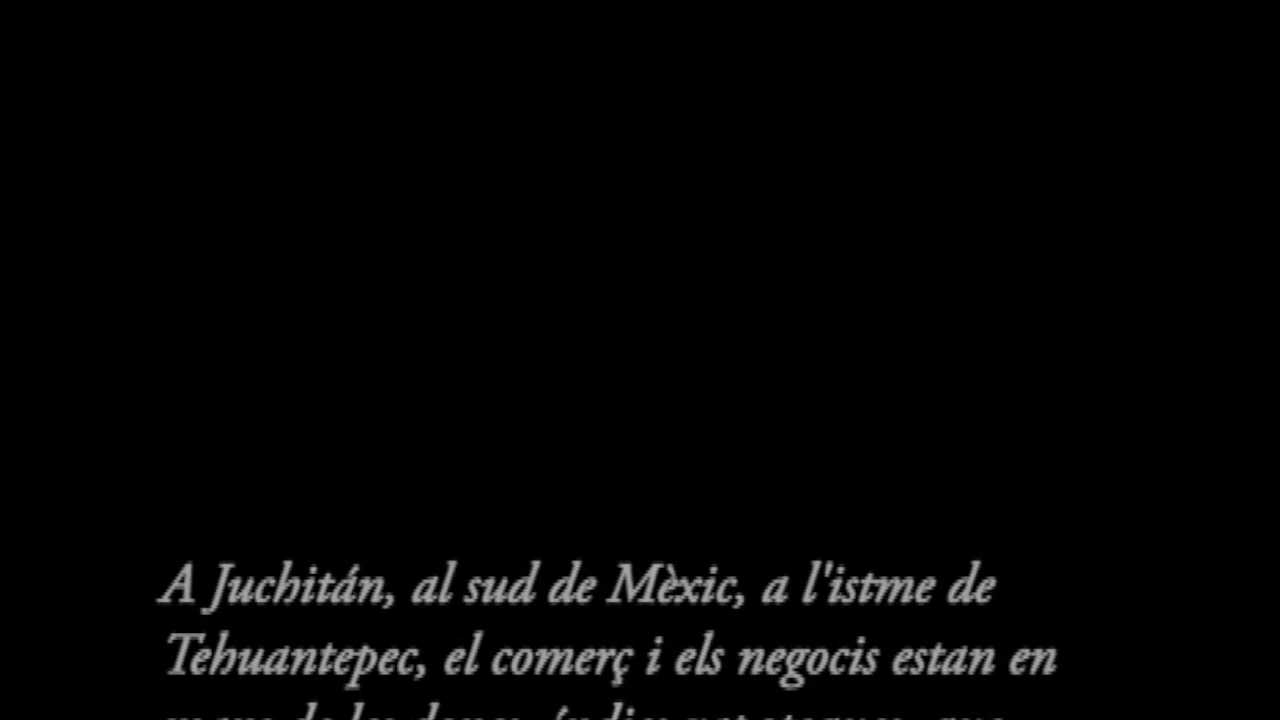 A Juchitán, al sud de Mèxic, a l'istme de
Tehuantepec, el comerç i els negocis estan en